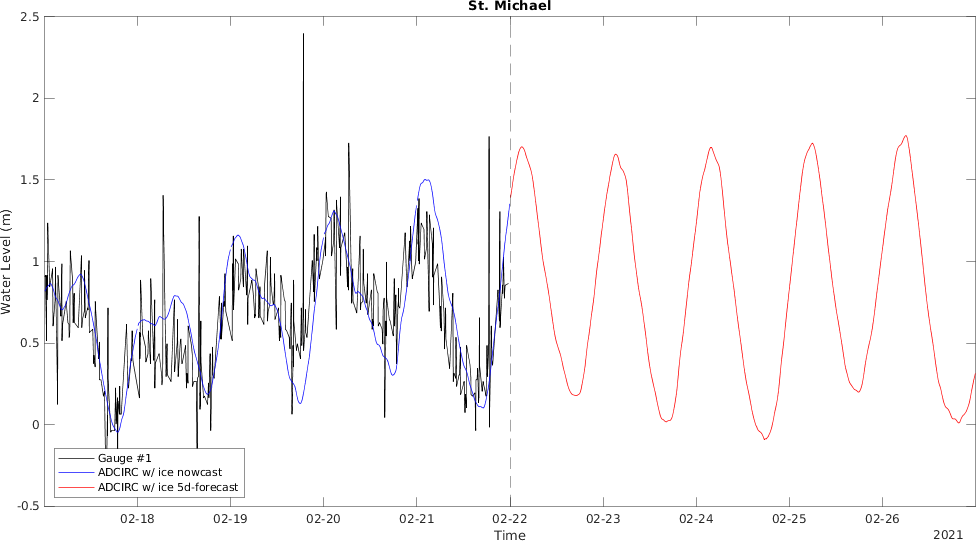 St. Michael
2.5
2
1.5
1
0.5
0
-0.5
Water Level (m)
Gauge #1
ADCIRC w/ ice nowcast
ADCIRC w/ ice 5d-forecast
02-18 02-19 02-20 02-21 02-22 02-23 02-24 02-25 02-26
Time
2021